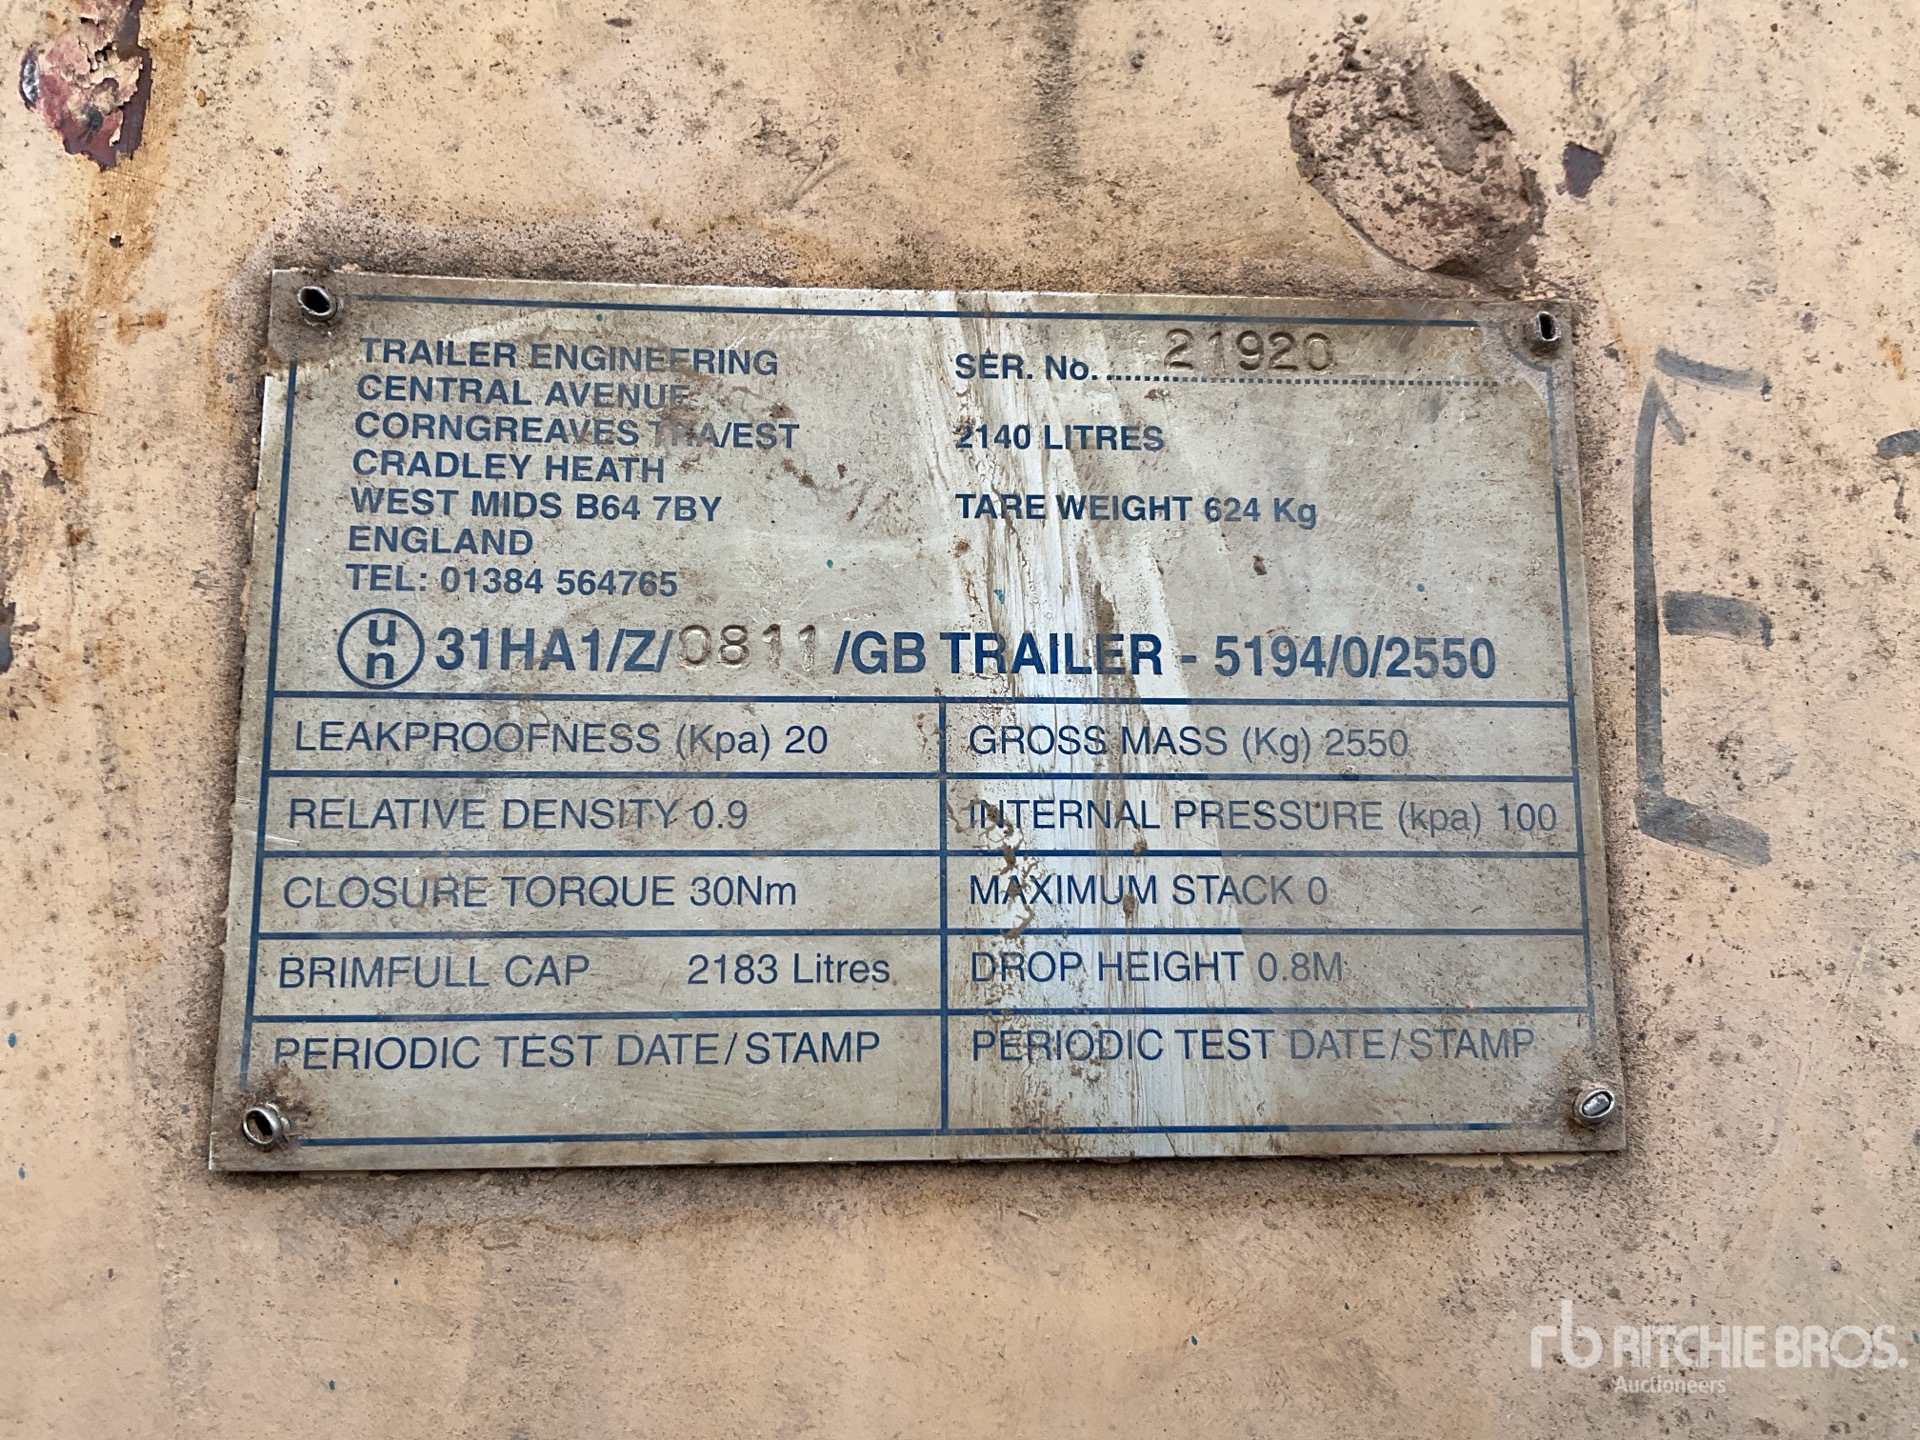 TRAILER ENGINEERING
CENTRAL AVENUE
CORNGREAVES TRA/EST
CRADLEY HEATH
WEST MIDS B64 7BY
ENGLAND
TEL: 01384 564765
SER. No. 21920
2140 LITRES
TARE WEIGHT 624 Kg
un 31HA1/Z/0811/GB TRAILER - 5194/0/2550
LEAKPROOFNESS (Kpa) 20
GROSS MASS (Kg) 2550
RELATIVE DENSITY 0.9
INTERNAL PRESSURE (kpa) 100
CLOSURE TORQUE 30Nm
MAXIMUM STACK 0
BRIMFULL CAP 2183 Litres
DROP HEIGHT 0.8M
PERIODIC TEST DATE/STAMP
PERIODIC TEST DATE/STAMP
rb RITCHIE BROS.
Auctioneers